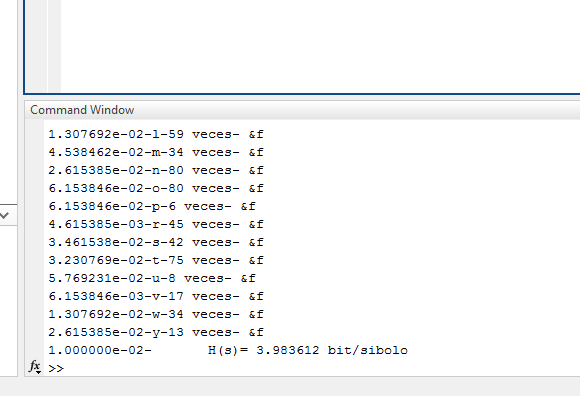 Command Window
1.307692e-02-l-59 veces- &f
4.538462e-02-m-34 veces- &f
2.615385e-02-n-80 veces- &f
6.153846e-02-o-80 veces- &f
6.153846e-02-p-6 veces- &f
4.615385e-03-r-45 veces- &f
3.461538e-02-s-42 veces- &f
3.230769e-02-t-75 veces- &f
5.769231e-02-u-8 veces- &f
6.153846e-03-v-17 veces- &f
1.307692e-02-w-34 veces- &f
2.615385e-02-y-13 veces- &f
1.000000e-02-       H(s)= 3.983612 bit/sibolo
fx >>